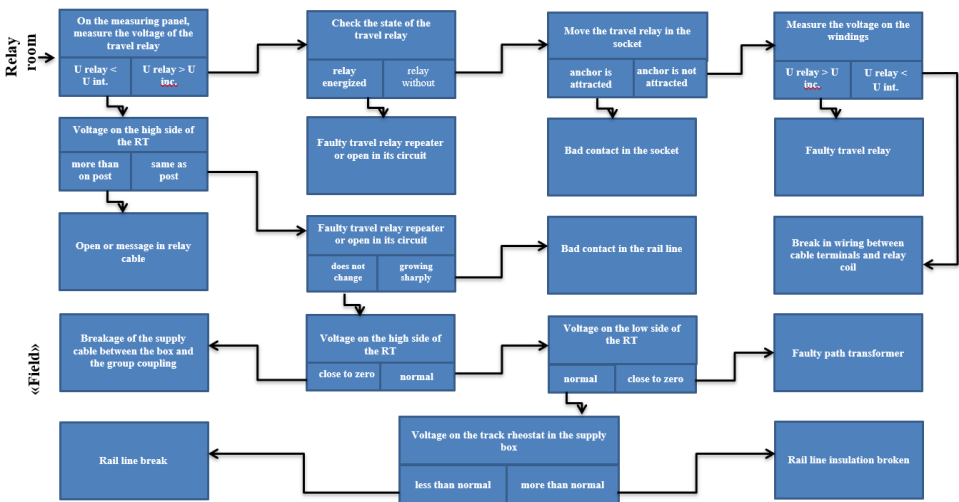 Relay
room
On the measuring panel,
measure the voltage of the
travel relay
U relay <
U int.
U relay > U
inc.
Check the state of the
travel relay
relay
energized
relay
without
Move the travel relay in the
socket
anchor is
attracted
anchor is not
attracted
Measure the voltage on the
windings
U relay > U
inc.
U relay <
U int.
Voltage on the high side of
the RT
more than
on post
same as
post
Faulty travel relay repeater
or open in its circuit
Bad contact in the socket
Faulty travel relay
Open or message in relay
cable
Faulty travel relay repeater
or open in its circuit
does not
change
growing
sharply
Bad contact in the rail line
Break in wiring between
cable terminals and relay
coil
«Field»
Breakage of the supply
cable between the box and
the group coupling
Voltage on the high side of
the RT
close to zero
normal
Voltage on the low side of
the RT
normal
close to zero
Faulty path transformer
Rail line break
Voltage on the track rheostat in the supply
box
less than normal
more than normal
Rail line insulation broken